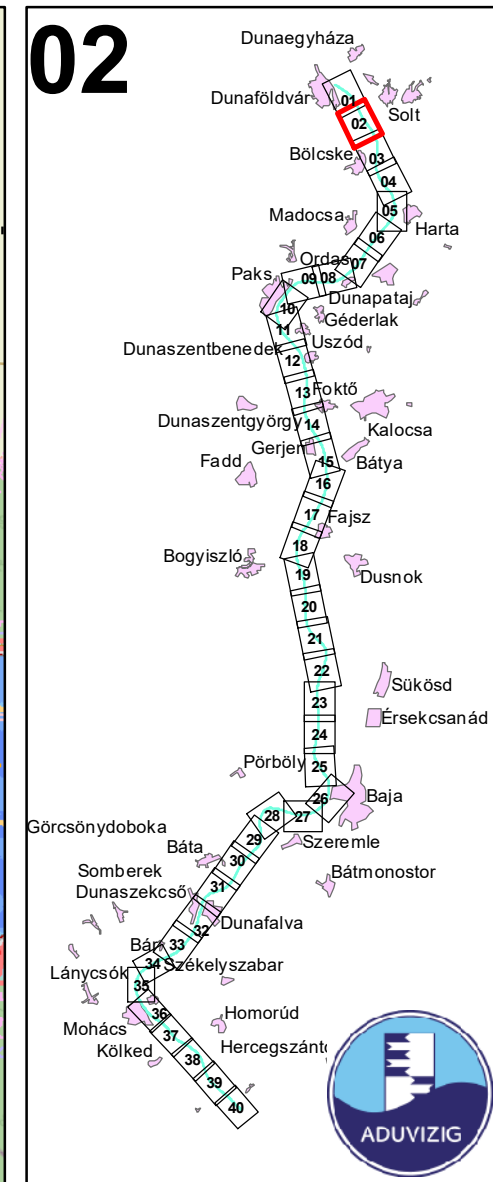 02
Dunaegyháza
Dunaföldvár
01
Solt
02
Bölcske
03
04
Madocsa
05
Harta
06
Ordas
07
Paks
09
08
Dunapataj
10
Géderlak
11
Uszód
Dunaszentbenedek
12
13
Foktő
Dunaszentgyörgy
14
Kalocsa
Gerjen
15
Bátya
Fadd
16
17
Fajsz
18
Bogyiszló
19
Dusnok
20
21
22
Sükösd
23
Érsekcsanád
24
Pörböly
25
26
Baja
28
27
Görcsönydoboka
29
Szeremle
Báta
30
Bátmonostor
Somberek
31
Dunaszekcső
32
Dunafalva
33
Bár
34
Székelyszabar
Lánycsók
35
36
Homorúd
Mohács
37
Kölked
38
Hercegszántó
39
40
ADUVIZIG